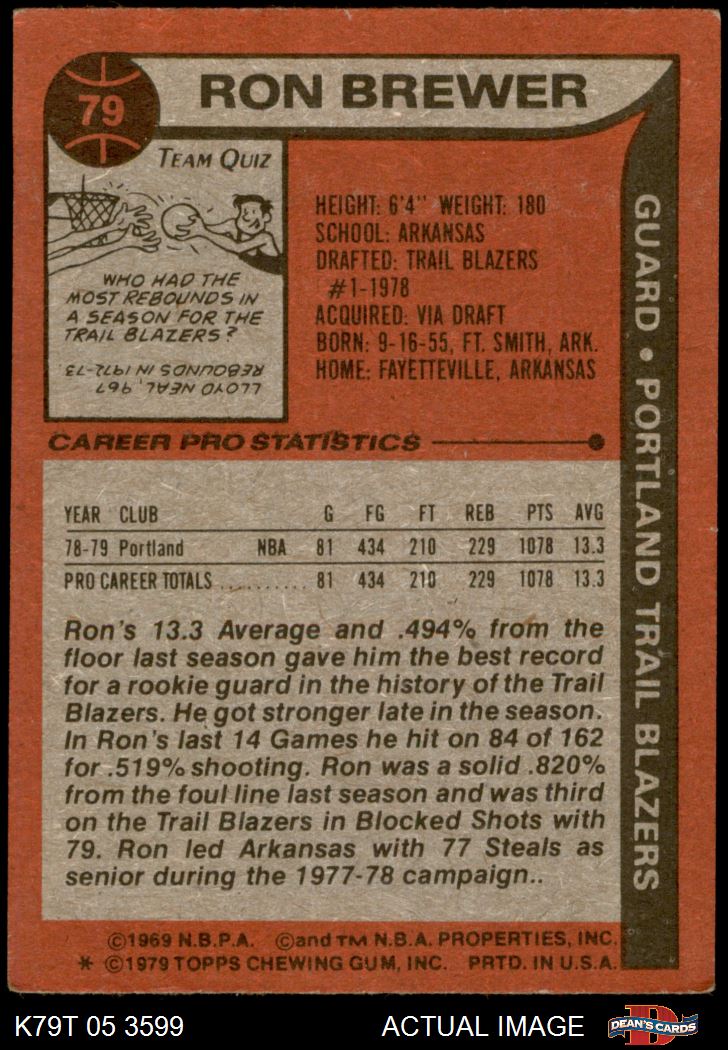 79
RON BREWER
TEAM QUIZ
WHO HAD THE
MOST REBOUNDS IN
A SEASON FOR THE
TRAIL BLAZERS?
LLOYD NEAL, 967
REBOUNDS IN 1972-73
HEIGHT: 6'4" WEIGHT: 180
SCHOOL: ARKANSAS
DRAFTED: TRAIL BLAZERS
#1-1978
ACQUIRED: VIA DRAFT
BORN: 9-16-55, FT. SMITH, ARK.
HOME: FAYETTEVILLE, ARKANSAS
GUARD • PORTLAND TRAIL BLAZERS
CAREER PRO STATISTICS
YEAR CLUB G FG FT REB PTS AVG
78-79 Portland NBA 81 434 210 229 1078 13.3
PRO CAREER TOTALS .......... 81 434 210 229 1078 13.3
Ron's 13.3 Average and .494% from the
floor last season gave him the best record
for a rookie guard in the history of the Trail
Blazers. He got stronger late in the season.
In Ron's last 14 Games he hit on 84 of 162
for .519% shooting. Ron was a solid .820%
from the foul line last season and was third
on the Trail Blazers in Blocked Shots with
79. Ron led Arkansas with 77 Steals as
senior during the 1977-78 campaign..
©1969 N.B.P.A. ©and TM N.B.A. PROPERTIES, INC.
* ©1979 TOPPS CHEWING GUM, INC. PRTD. IN U.S.A.
K79T 05 3599 ACTUAL IMAGE
D
DEAN'S CARDS